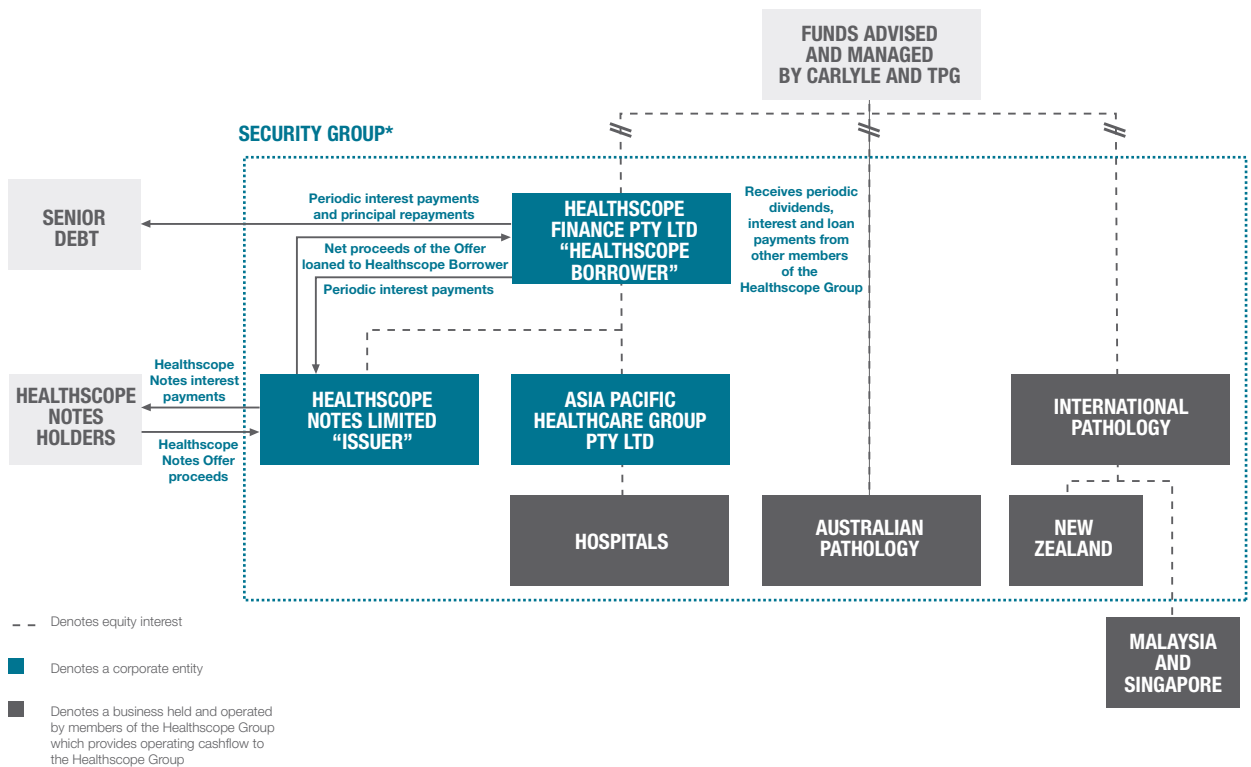 FUNDS ADVISED
AND MANAGED
BY CARLYLE AND TPG
SECURITY GROUP*
SENIOR
DEBT
Periodic interest payments
and principal repayments
Net proceeds of the Offer
loaned to Healthscope Borrower
Periodic interest payments
HEALTHSCOPE
FINANCE PTY LTD
“HEALTHSCOPE
BORROWER”
Receives periodic
dividends,
interest and loan
payments from
other members
of the
Healthscope Group
HEALTHSCOPE
NOTES
HOLDERS
Healthscope
Notes interest
payments
Healthscope
Notes Offer
proceeds
HEALTHSCOPE
NOTES LIMITED
“ISSUER”
ASIA PACIFIC
HEALTHCARE GROUP
PTY LTD
INTERNATIONAL
PATHOLOGY
HOSPITALS
AUSTRALIAN
PATHOLOGY
NEW
ZEALAND
MALAYSIA
AND
SINGAPORE
Denotes equity interest
Denotes a corporate entity
Denotes a business held and operated
by members of the Healthscope Group
which provides operating cashflow to
the Healthscope Group